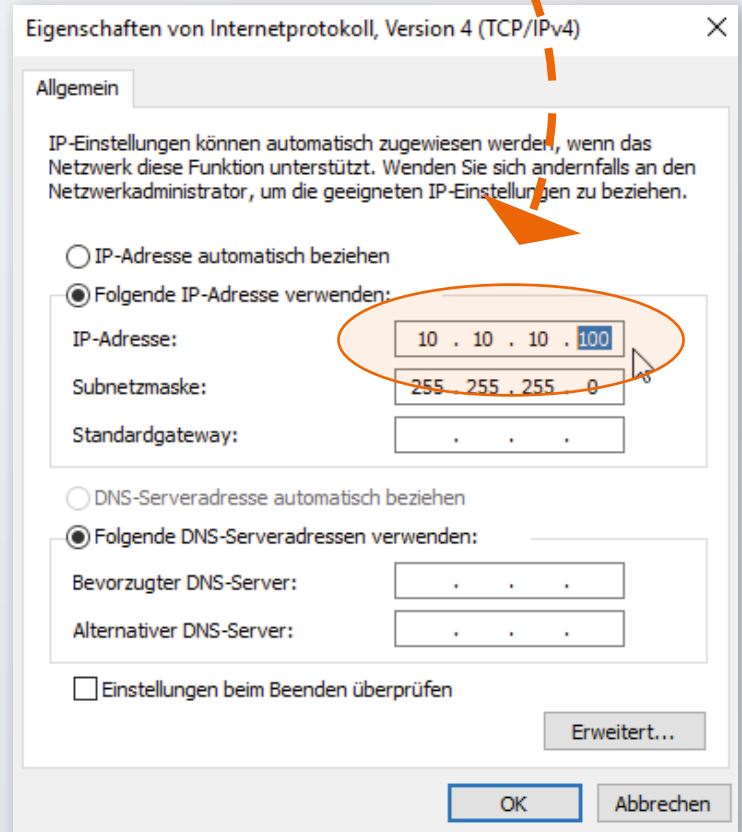 Eigenschaften von Internetprotokoll, Version 4 (TCP/IPv4)
Allgemein
IP-Einstellungen können automatisch zugewiesen werden, wenn das
Netzwerk diese Funktion unterstützt. Wenden Sie sich andernfalls an den
Netzwerkadministrator, um die geeigneten IP-Einstellungen zu beziehen.
IP-Adresse automatisch beziehen
Folgende IP-Adresse verwenden:
IP-Adresse: 10 . 10 . 10 . 100
Subnetzmaske: 255 . 255 . 255 . 0
Standardgateway: . . .
DNS-Serveradresse automatisch beziehen
Folgende DNS-Serveradressen verwenden:
Bevorzugter DNS-Server: . . .
Alternativer DNS-Server: . . .
Einstellungen beim Beenden überprüfen
Erweitert...
OK Abbrechen